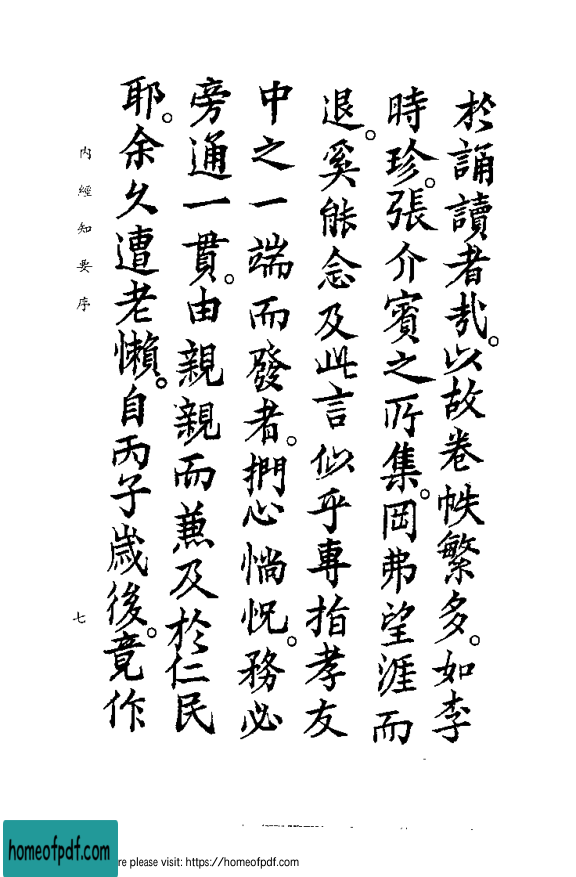 於誦讀者哉。以故卷帙繁多。如李
時珍。張介賓之所集。罔弗望涯而
退。奚能念及此言似乎專指孝友
中之一端而發者。捫心惝怳。務必
旁通一貫。由親親而兼及於仁民
耶。余久遭老懶。自丙子歲後。竟作
內經知要序
七
homeofpdf.com
re please visit: https://homeofpdf.com